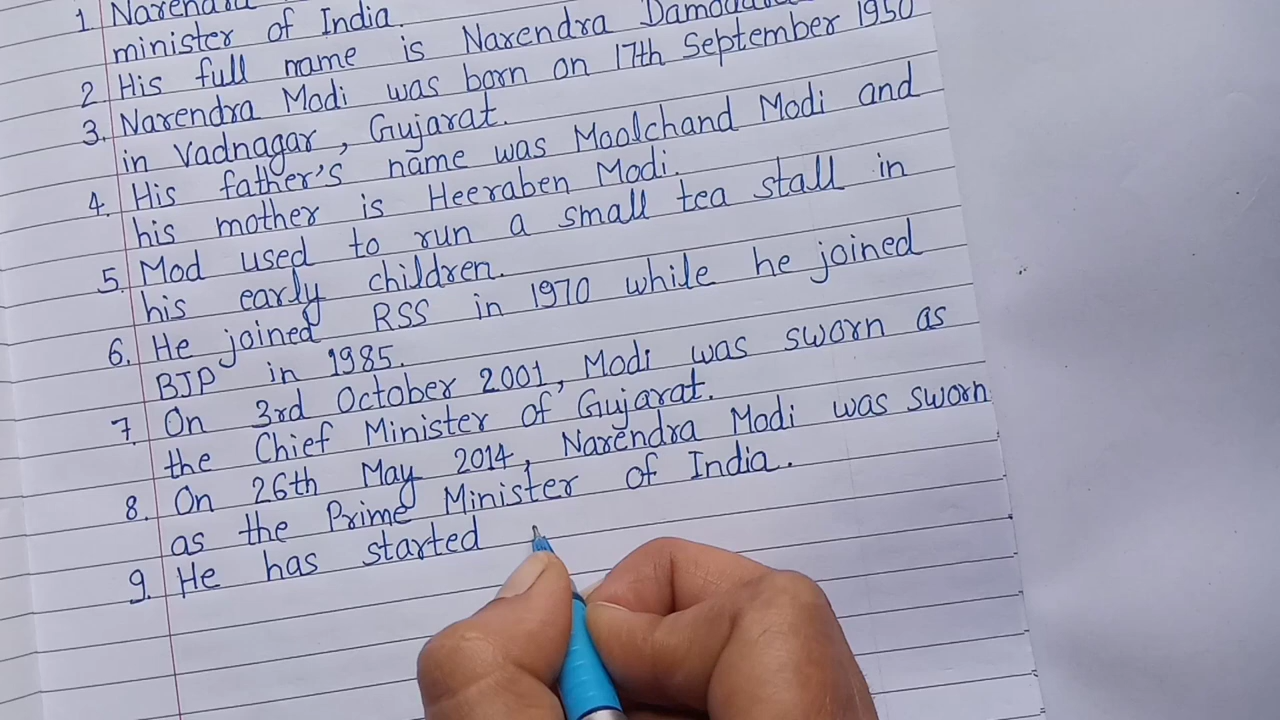 1 Narendra
minister of India.
2 His full name is Narendra
3. Narendra Modi was born on 17th September 1950
in Vadnagar, Gujarat.
4. His father's name was Moolchand Modi and
his mother is Heeraben Modi.
5. Mod used to run a small tea stall in
his early children.
6. He joined RSS in 1970 while he joined
BJP in 1985.
7 On 3rd October 2001, Modi was sworn as
the Chief Minister of Gujarat.
8. On 26th May 2014, Narendra Modi was sworn
as the Prime Minister of India.
9. He has started